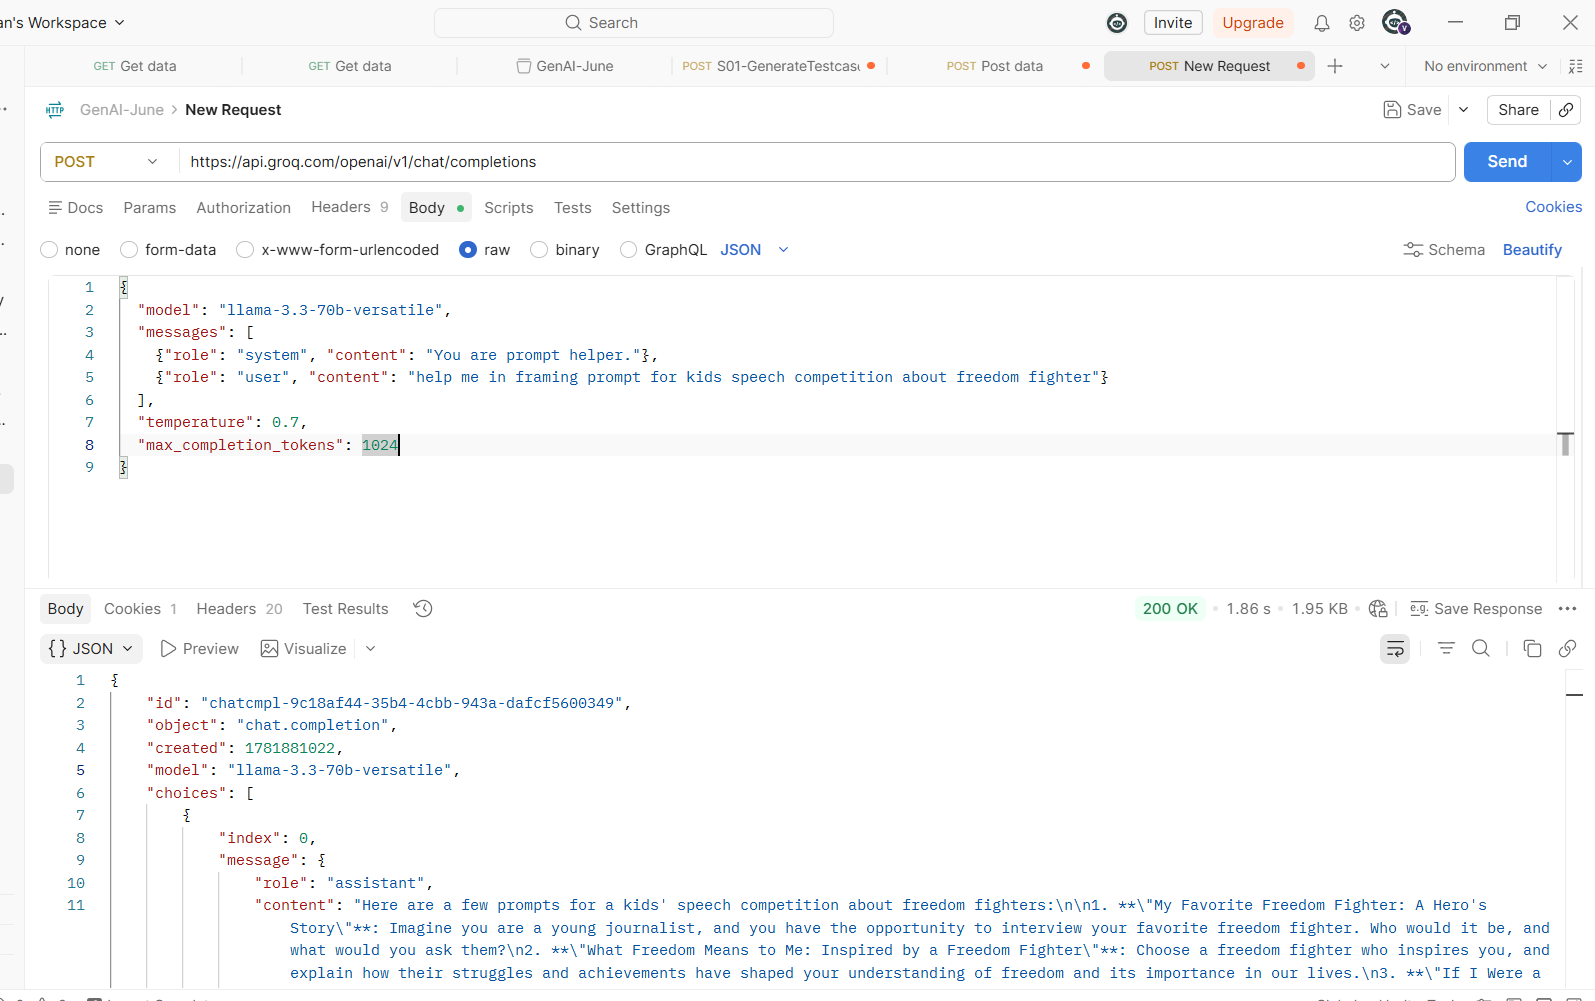 an's Workspace
Search
Invite
Upgrade
GET Get data
GET Get data
GenAI-June
POST S01-GenerateTestcase
POST Post data
POST New Request
No environment
HTTP GenAI-June > New Request
Save
Share
POST
https://api.groq.com/openai/v1/chat/completions
Send
Docs Params Authorization Headers 9 Body Scripts Tests Settings
Cookies
none form-data x-www-form-urlencoded raw binary GraphQL JSON
Schema Beautify
1 {
2 "model": "llama-3.3-70b-versatile",
3 "messages": [
4 {"role": "system", "content": "You are prompt helper."},
5 {"role": "user", "content": "help me in framing prompt for kids speech competition about freedom fighter"}
6 ],
7 "temperature": 0.7,
8 "max_completion_tokens": 1024
9 }
Body Cookies 1 Headers 20 Test Results
200 OK • 1.86 s • 1.95 KB •
e.g. Save Response
{} JSON Preview Visualize
1 {
2 "id": "chatcmpl-9c18af44-35b4-4cbb-943a-dafcf5600349",
3 "object": "chat.completion",
4 "created": 1781881022,
5 "model": "llama-3.3-70b-versatile",
6 "choices": [
7 {
8 "index": 0,
9 "message": {
10 "role": "assistant",
11 "content": "Here are a few prompts for a kids' speech competition about freedom fighters:\n\n1. **\"My Favorite Freedom Fighter: A Hero's
Story\"**: Imagine you are a young journalist, and you have the opportunity to interview your favorite freedom fighter. Who would it be, and
what would you ask them?\n2. **\"What Freedom Means to Me: Inspired by a Freedom Fighter\"**: Choose a freedom fighter who inspires you, and
explain how their struggles and achievements have shaped your understanding of freedom and its importance in our lives.\n3. **\"If I Were a